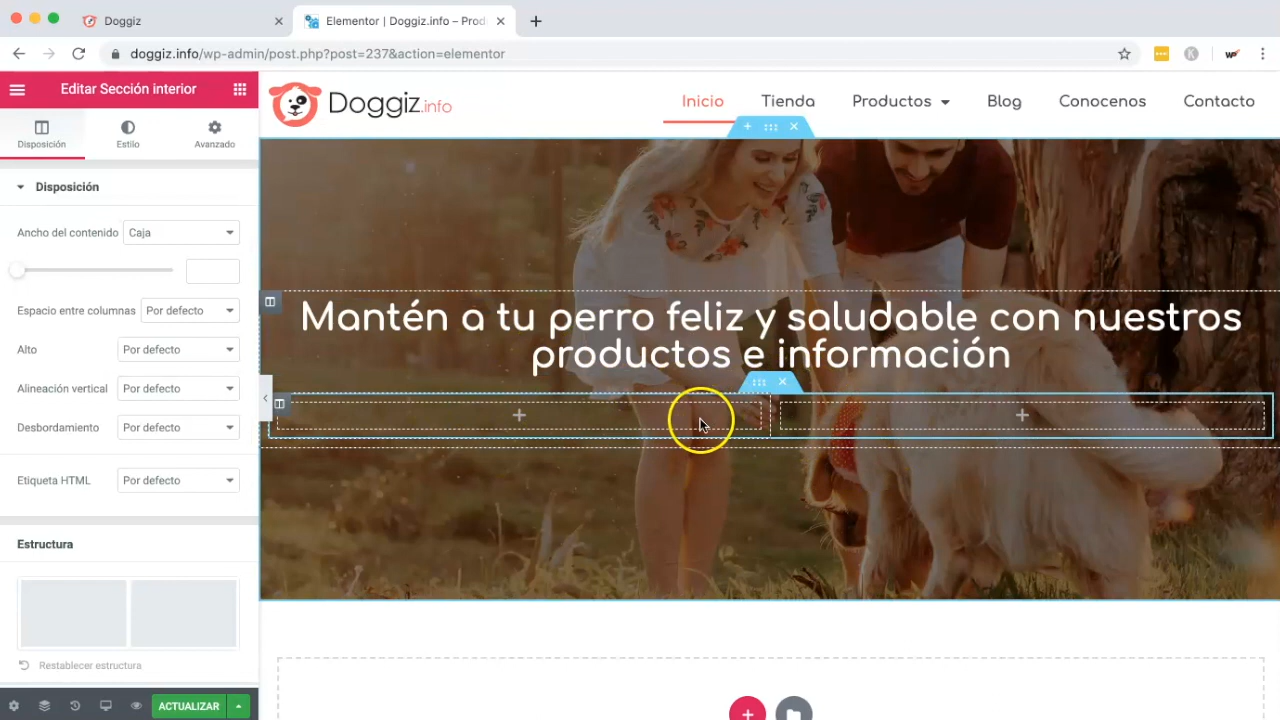 Doggiz
Elementor | Doggiz.info – Prod
doggiz.info/wp-admin/post.php?post=237&action=elementor
K
WP
Editar Sección interior
Disposición
Estilo
Avanzado
Disposición
Ancho del contenido
Caja
Espacio entre columnas
Por defecto
Alto
Por defecto
Alineación vertical
Por defecto
Desbordamiento
Por defecto
Etiqueta HTML
Por defecto
Estructura
Restablecer estructura
ACTUALIZAR
Doggiz.info
Inicio
Tienda
Productos
Blog
Conocenos
Contacto
Mantén a tu perro feliz y saludable con nuestros
productos e información